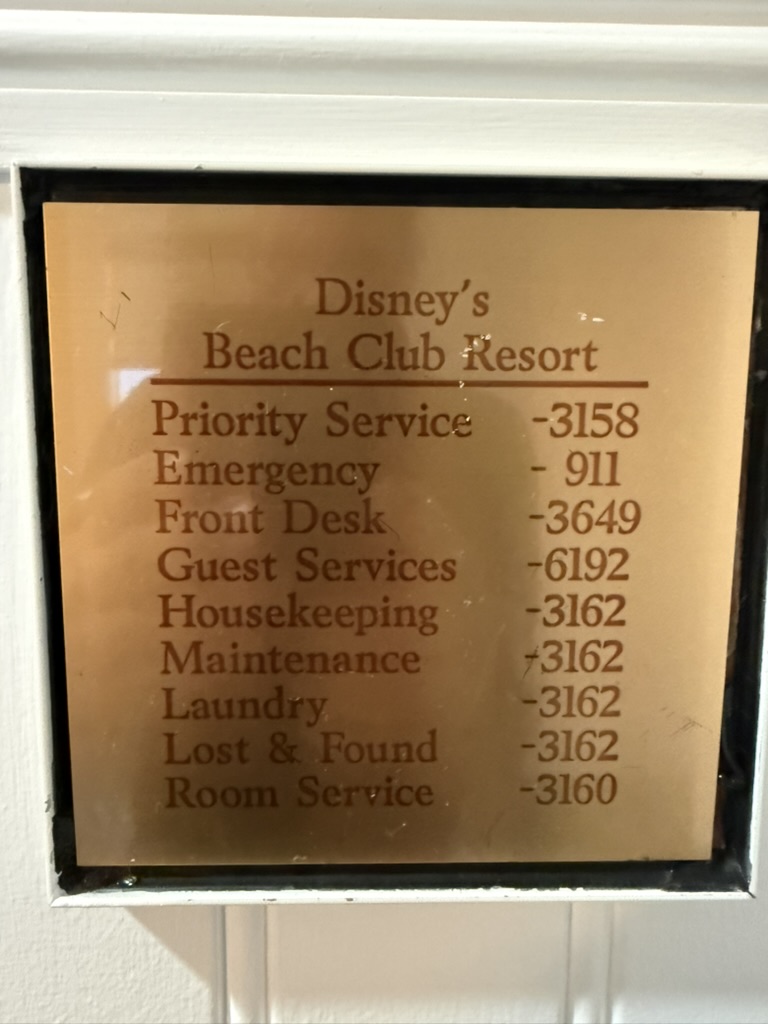 Disney's
Beach Club Resort
Priority Service -3158
Emergency - 911
Front Desk -3649
Guest Services -6192
Housekeeping -3162
Maintenance -3162
Laundry -3162
Lost & Found -3162
Room Service -3160